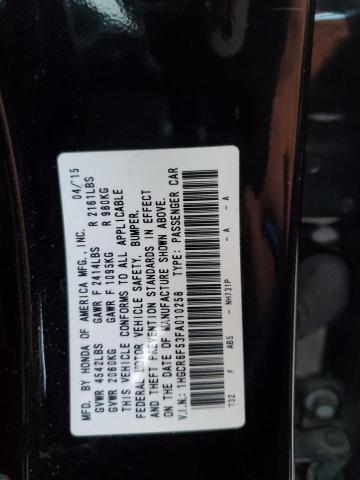 MFD. BY HONDA OF AMERICA MFG., INC. 04/'15
GVWR 4542LBS GAWR F 2414LBS R 2161LBS
GVWR 2060KG GAWR F 1095KG R 980KG
THIS VEHICLE CONFORMS TO ALL APPLICABLE
FEDERAL MOTOR VEHICLE SAFETY, BUMPER,
AND THEFT PREVENTION STANDARDS IN EFFECT
ON THE DATE OF MANUFACTURE SHOWN ABOVE.
V.I.N.: 1HGCR6F53FA010258 TYPE: PASSENGER CAR
T3Z F AB5 - NH731P - A - A